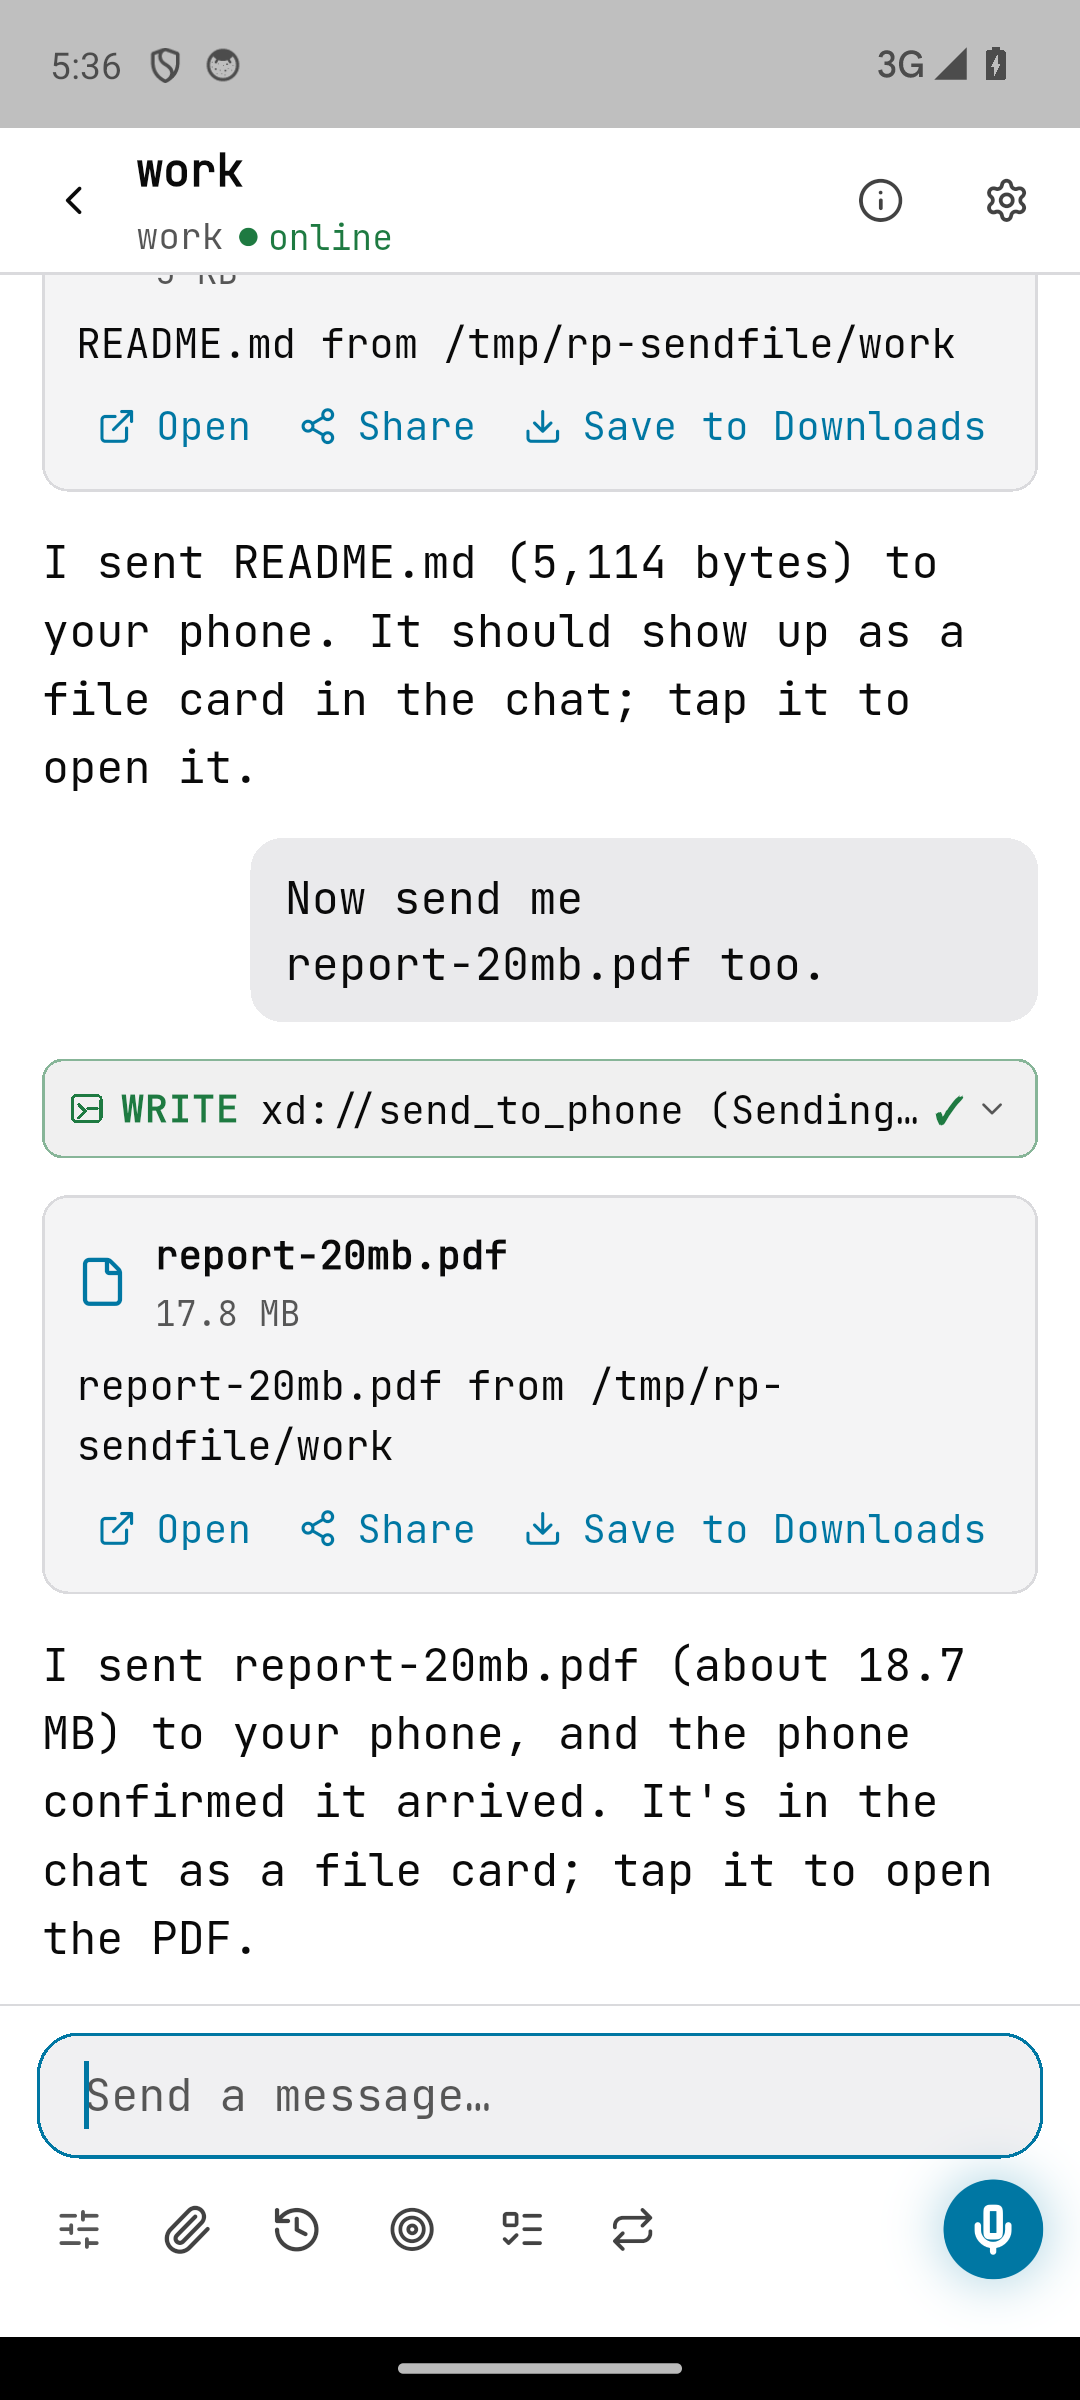 5:36
3G
work
work online
README.md from /tmp/rp-sendfile/work
Open Share Save to Downloads
I sent README.md (5,114 bytes) to
your phone. It should show up as a
file card in the chat; tap it to
open it.
Now send me
report-20mb.pdf too.
WRITE xd://send_to_phone (Sending…
report-20mb.pdf
17.8 MB
report-20mb.pdf from /tmp/rp-
sendfile/work
Open Share Save to Downloads
I sent report-20mb.pdf (about 18.7
MB) to your phone, and the phone
confirmed it arrived. It's in the
chat as a file card; tap it to open
the PDF.
Send a message…